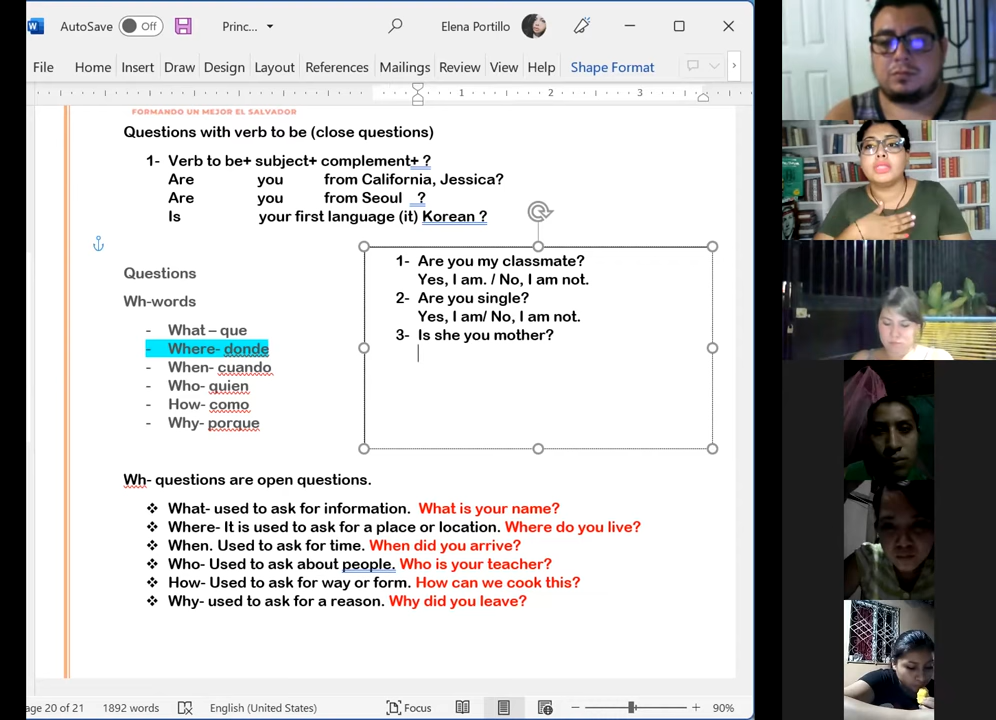 AutoSave Off Princ... Elena Portillo
File Home Insert Draw Design Layout References Mailings Review View Help Shape Format
1 2 3
FORMANDO UN MEJOR EL SALVADOR
Questions with verb to be (close questions)
1- Verb to be+ subject+ complement+ ?
Are you from California, Jessica?
Are you from Seoul ?
Is your first language (it) Korean ?
Questions
Wh-words
- What – que
- Where- donde
- When- cuando
- Who- quien
- How- como
- Why- porque
1- Are you my classmate?
Yes, I am. / No, I am not.
2- Are you single?
Yes, I am/ No, I am not.
3- Is she you mother?
Wh- questions are open questions.
❖ What- used to ask for information. What is your name?
❖ Where- It is used to ask for a place or location. Where do you live?
❖ When. Used to ask for time. When did you arrive?
❖ Who- Used to ask about people. Who is your teacher?
❖ How- Used to ask for way or form. How can we cook this?
❖ Why- used to ask for a reason. Why did you leave?
age 20 of 21 1892 words English (United States) Focus 90%